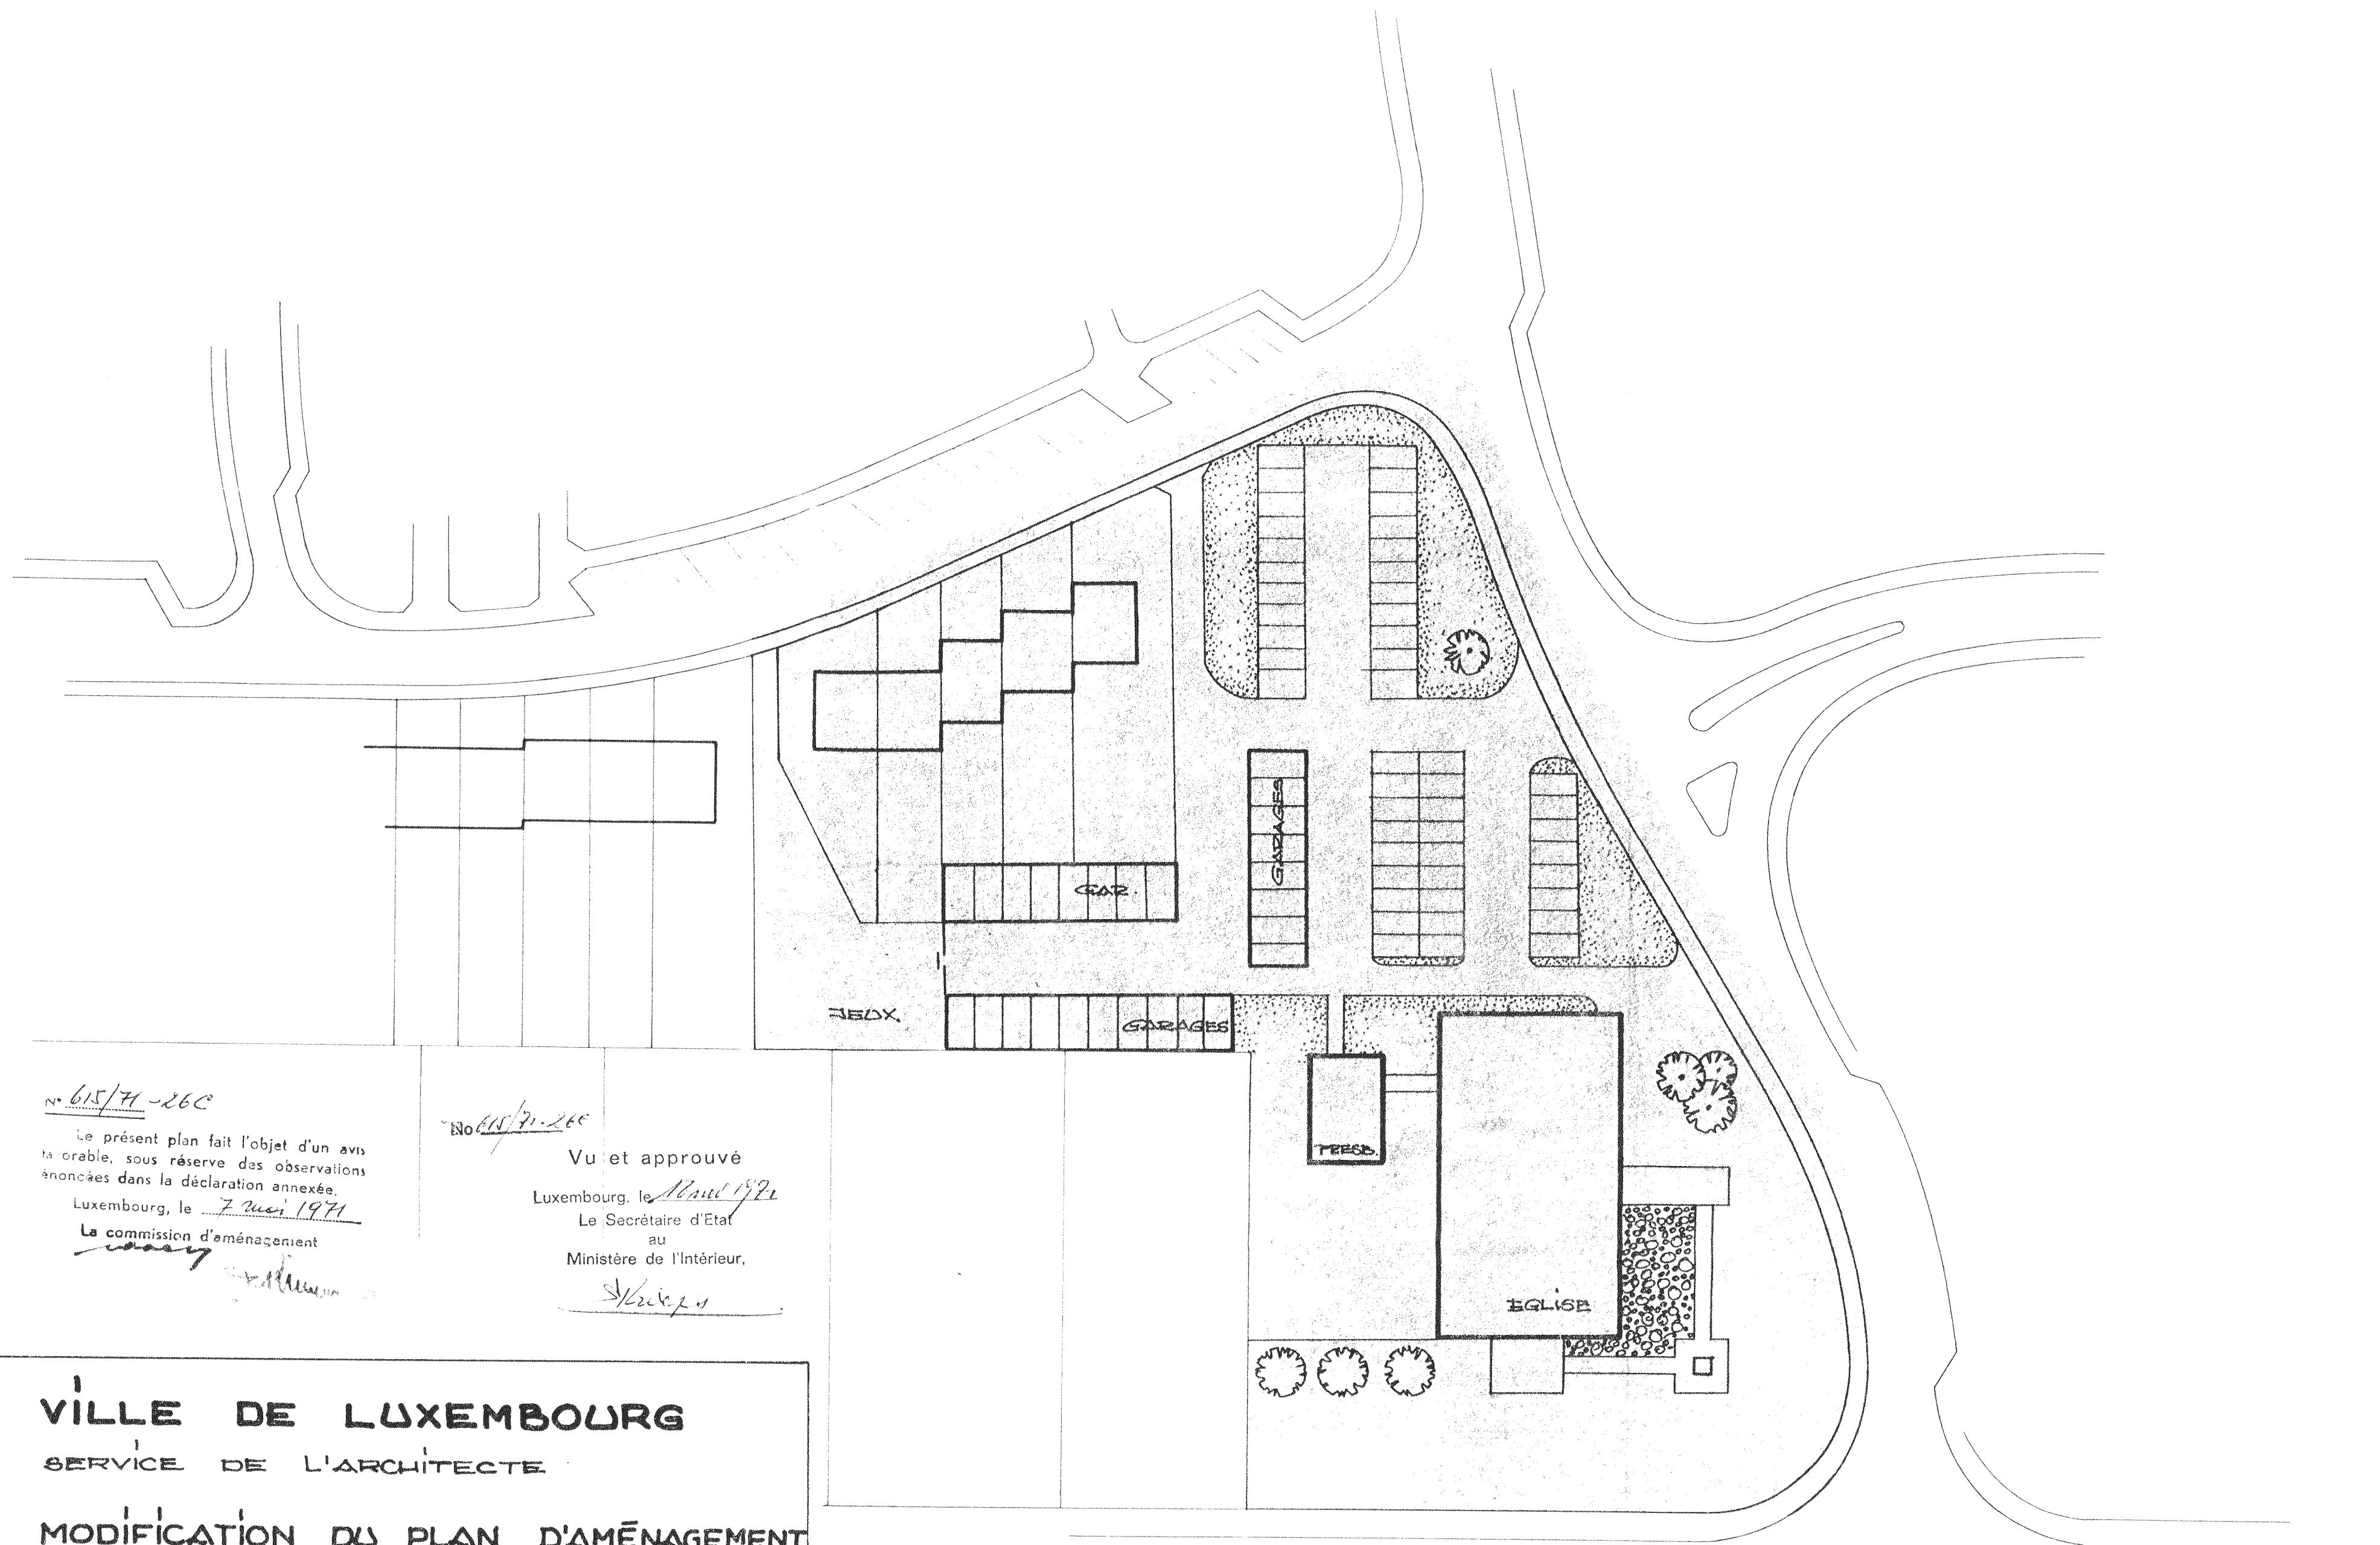 GAR.
GARAGES
JEUX
GARAGES
PRESB.
EGLISE
N° 615/71-26C
Le présent plan fait l'objet d'un avis
favorable, sous réserve des observations
énoncées dans la déclaration annexée.
Luxembourg, le 7 mai 1971
La commission d'aménagement
No 615/71-26C
Vu et approuvé
Luxembourg, le
Le Secrétaire d'Etat
au
Ministère de l'Intérieur,
VILLE DE LUXEMBOURG
SERVICE DE L'ARCHITECTE
MODIFICATION DU PLAN D'AMÉNAGEMENT